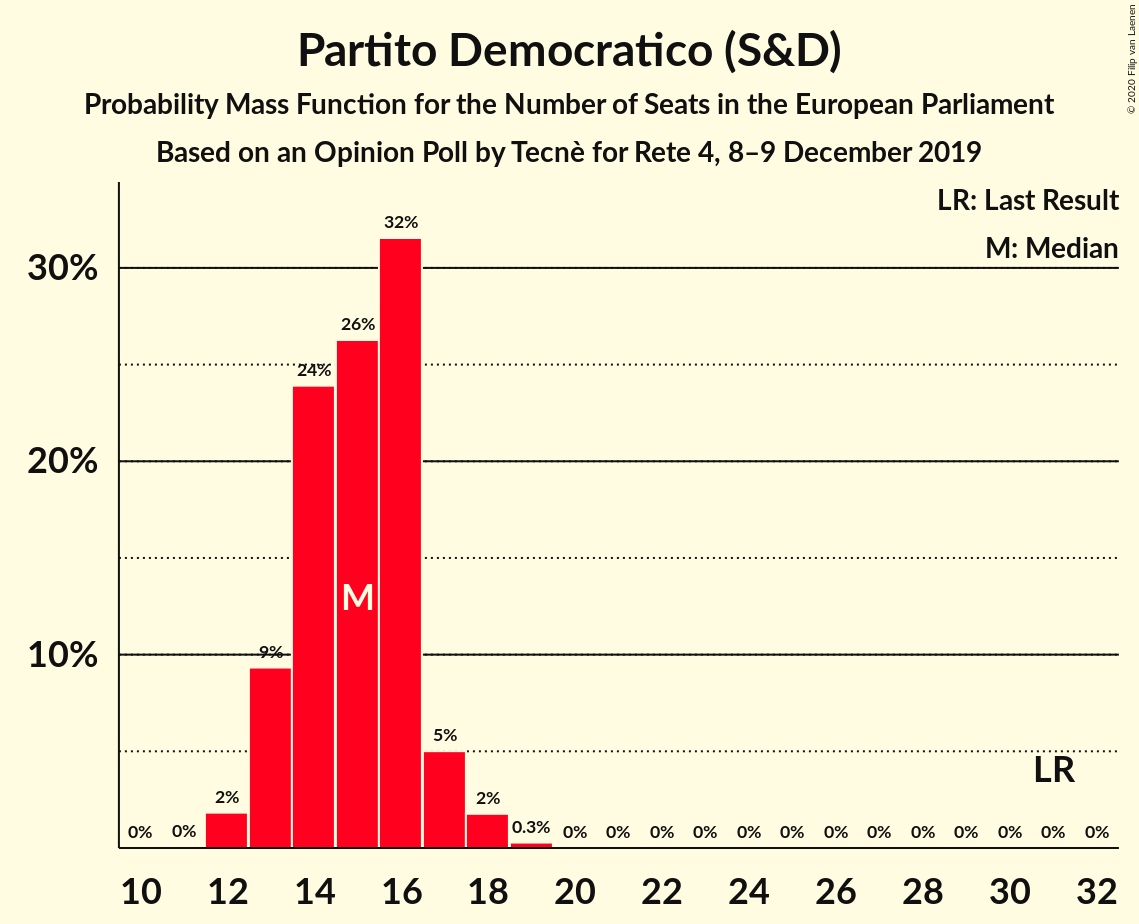 Partito Democratico (S&D)
Probability Mass Function for the Number of Seats in the European Parliament
Based on an Opinion Poll by Tecnè for Rete 4, 8–9 December 2019
© 2020 Filip van Laenen
LR: Last Result
M: Median
30%
20%
10%
0%
0%
2%
9%
24%
26%
32%
5%
2%
0.3%
0%
0%
0%
0%
0%
0%
0%
0%
0%
0%
0%
0%
0%
M
LR
10 12 14 16 18 20 22 24 26 28 30 32